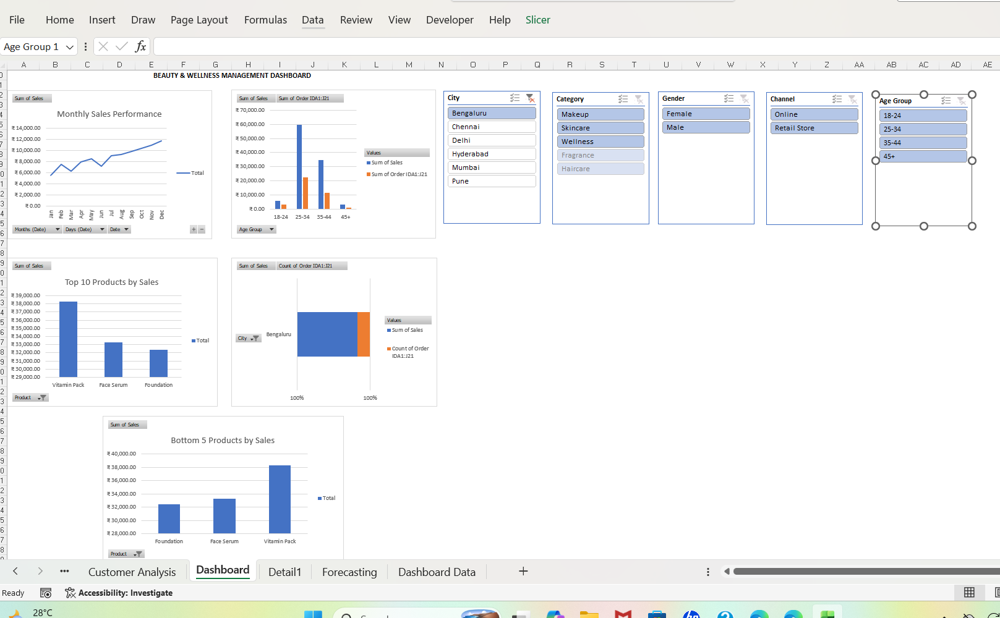 File Home Insert Draw Page Layout Formulas Data Review View Developer Help Slicer
Age Group 1 fx
A B C D E F G H I J K L M N O P Q R S T U V W X Y Z AA AB AC AD AE
BEAUTY & WELLNESS MANAGEMENT DASHBOARD
Sum of Sales
Monthly Sales Performance
₹ 14,000.00
₹ 12,000.00
₹ 10,000.00
₹ 8,000.00
₹ 6,000.00
₹ 4,000.00
₹ 2,000.00
₹ 0.00
Jan Feb Mar Apr May Jun Jul Aug Sep Oct Nov Dec
Total
Months (Date) Days (Date) Date + −
Sum of Sales Sum of Order IDA1:J21
₹ 70,000.00
₹ 60,000.00
₹ 50,000.00
₹ 40,000.00
₹ 30,000.00
₹ 20,000.00
₹ 10,000.00
₹ 0.00
18-24 25-34 35-44 45+
Values
Sum of Sales
Sum of Order IDA1:J21
Age Group
City
Bengaluru
Chennai
Delhi
Hyderabad
Mumbai
Pune
Category
Makeup
Skincare
Wellness
Fragrance
Haircare
Gender
Female
Male
Channel
Online
Retail Store
Age Group
18-24
25-34
35-44
45+
Sum of Sales
Top 10 Products by Sales
₹ 39,000.00
₹ 38,000.00
₹ 37,000.00
₹ 36,000.00
₹ 35,000.00
₹ 34,000.00
₹ 33,000.00
₹ 32,000.00
₹ 31,000.00
₹ 30,000.00
₹ 29,000.00
Vitamin Pack Face Serum Foundation
Total
Product
Sum of Sales Count of Order IDA1:J21
City
Bengaluru
100% 100%
Values
Sum of Sales
Count of Order
IDA1:J21
Sum of Sales
Bottom 5 Products by Sales
₹ 40,000.00
₹ 38,000.00
₹ 36,000.00
₹ 34,000.00
₹ 32,000.00
₹ 30,000.00
₹ 28,000.00
Foundation Face Serum Vitamin Pack
Total
Product
Customer Analysis Dashboard Detail1 Forecasting Dashboard Data +
Ready Accessibility: Investigate
28°C